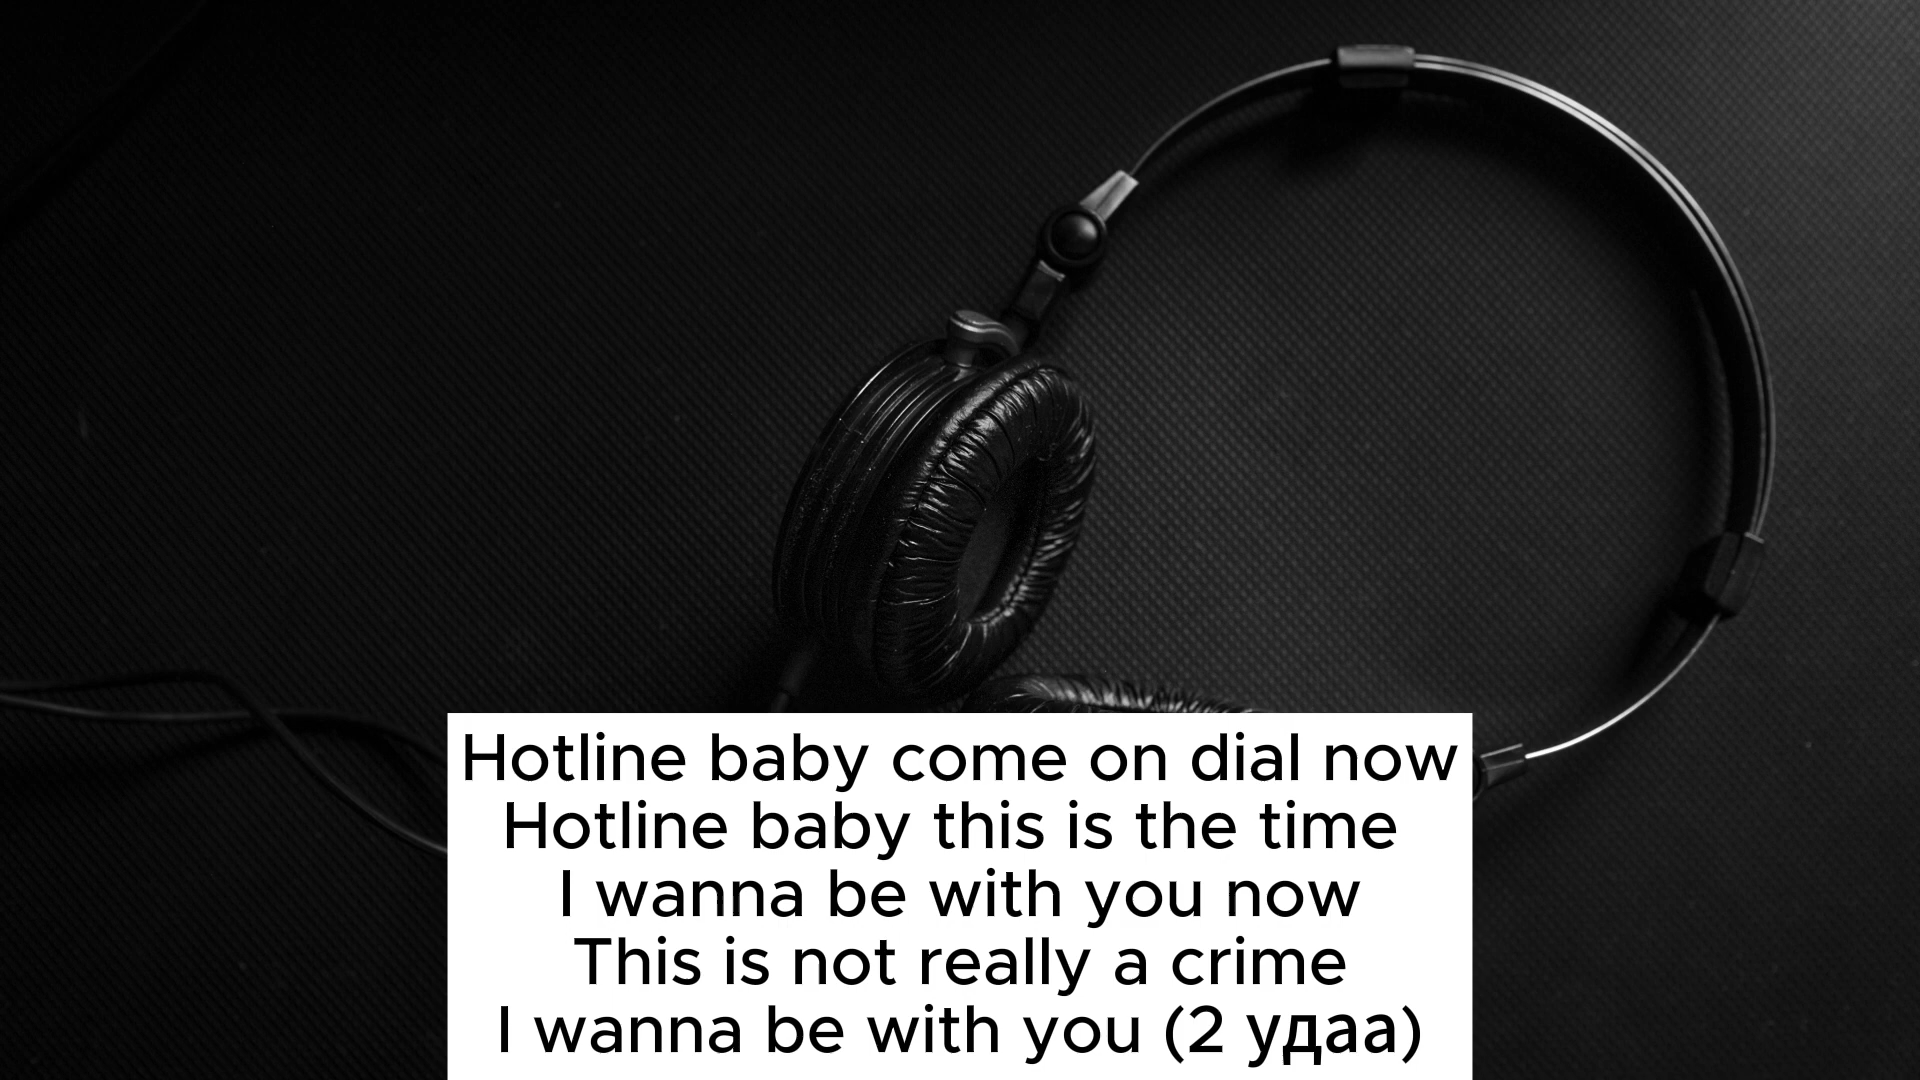 Hotline baby come on dial now
Hotline baby this is the time
I wanna be with you now
This is not really a crime
I wanna be with you (2 удаа)